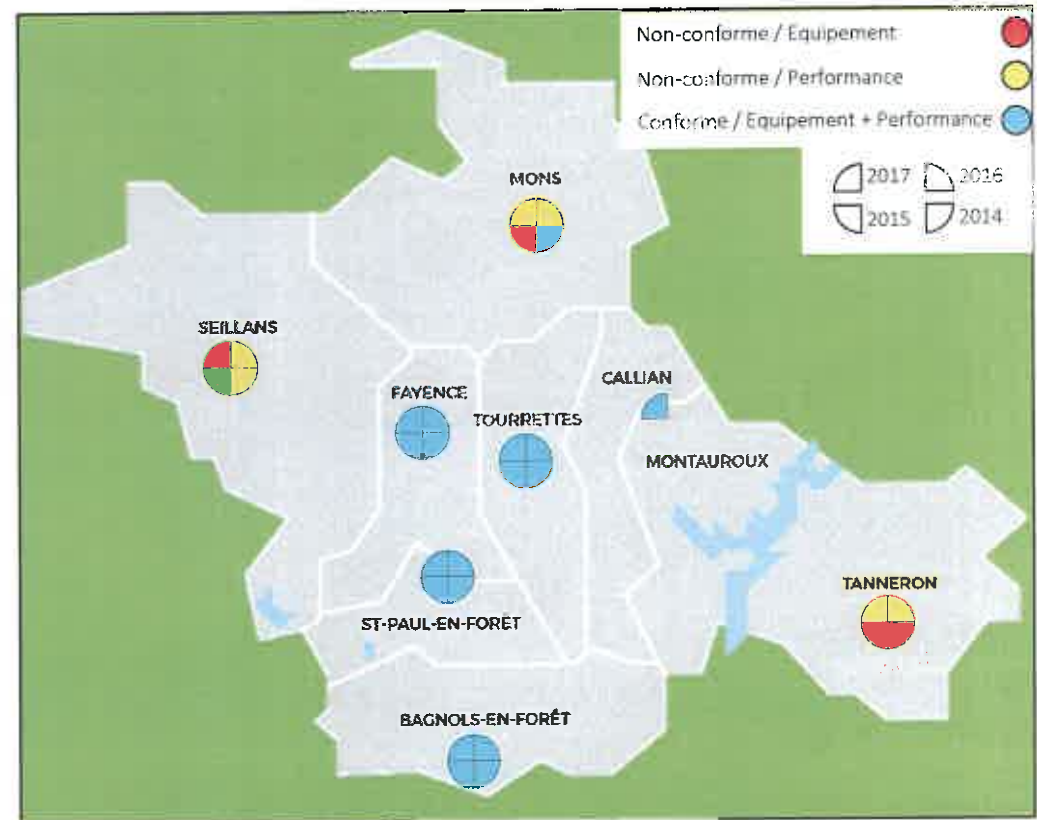 Non-conforme / Equipement
Non-conforme / Performance
Conforme / Equipement + Performance
2017 2016
2015 2014
MONS
SEILLANS
FAYENCE
TOURRETTES
CALLIAN
MONTAUROUX
TANNERON
ST-PAUL-EN-FORÊT
BAGNOLS-EN-FORÊT